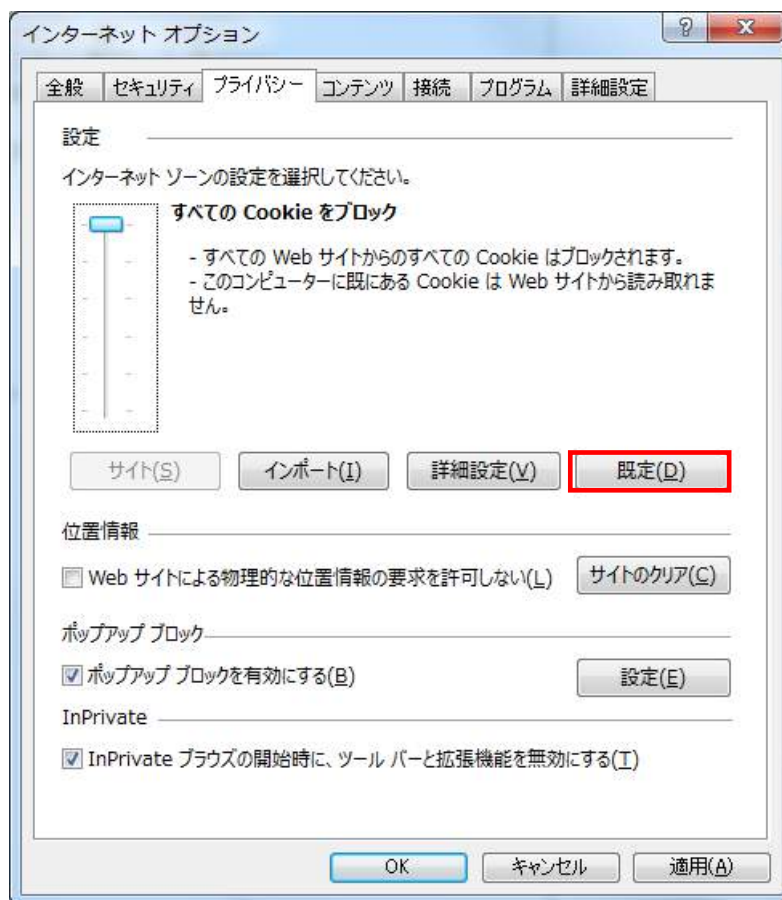 インターネット オプション
全般 セキュリティ プライバシー コンテンツ 接続 プログラム 詳細設定
設定
インターネット ゾーンの設定を選択してください。
すべての Cookie をブロック
- すべての Web サイトからのすべての Cookie はブロックされます。
- このコンピューターに既にある Cookie は Web サイトから読み取れま
せん。
サイト(S) インポート(I) 詳細設定(V) 既定(D)
位置情報
Web サイトによる物理的な位置情報の要求を許可しない(L) サイトのクリア(C)
ポップアップ ブロック
ポップアップ ブロックを有効にする(B) 設定(E)
InPrivate
InPrivate ブラウズの開始時に、ツール バーと拡張機能を無効にする(T)
OK キャンセル 適用(A)